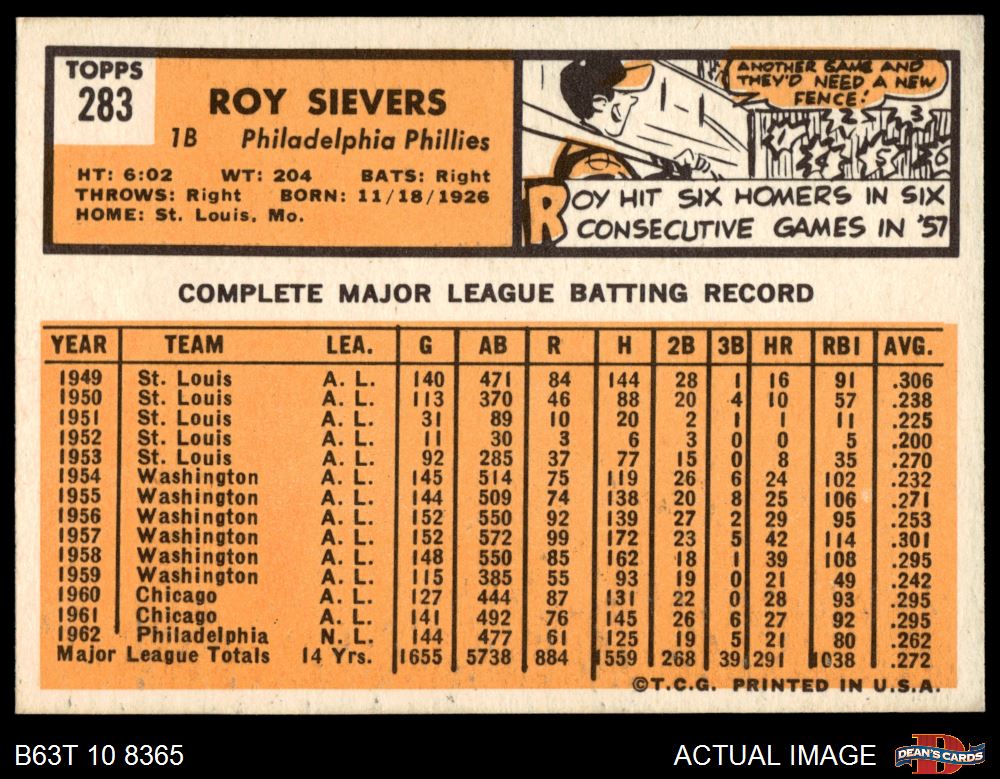 TOPPS
283
ROY SIEVERS
1B Philadelphia Phillies
HT: 6:02 WT: 204 BATS: Right
THROWS: Right BORN: 11/18/1926
HOME: St. Louis, Mo.
ANOTHER GAME AND
THEY'D NEED A NEW
FENCE!
1 2 3
4 5 6
ROY HIT SIX HOMERS IN SIX
CONSECUTIVE GAMES IN '57
COMPLETE MAJOR LEAGUE BATTING RECORD
YEAR TEAM LEA. G AB R H 2B 3B HR RBI AVG.
1949 St. Louis A. L. 140 471 84 144 28 1 16 91 .306
1950 St. Louis A. L. 113 370 46 88 20 4 10 57 .238
1951 St. Louis A. L. 31 89 10 20 2 1 1 11 .225
1952 St. Louis A. L. 11 30 3 6 3 0 0 5 .200
1953 St. Louis A. L. 92 285 37 77 15 0 8 35 .270
1954 Washington A. L. 145 514 75 119 26 6 24 102 .232
1955 Washington A. L. 144 509 74 138 20 8 25 106 .271
1956 Washington A. L. 152 550 92 139 27 2 29 95 .253
1957 Washington A. L. 152 572 99 172 23 5 42 114 .301
1958 Washington A. L. 148 550 85 162 18 1 39 108 .295
1959 Washington A. L. 115 385 55 93 19 0 21 49 .242
1960 Chicago A. L. 127 444 87 131 22 0 28 93 .295
1961 Chicago A. L. 141 492 76 145 26 6 27 92 .295
1962 Philadelphia N. L. 144 477 61 125 19 5 21 80 .262
Major League Totals 14 Yrs. 1655 5738 884 1559 268 39 291 1038 .272
©T.C.G. PRINTED IN U.S.A.
B63T 10 8365
ACTUAL IMAGE
D
DEAN'S CARDS